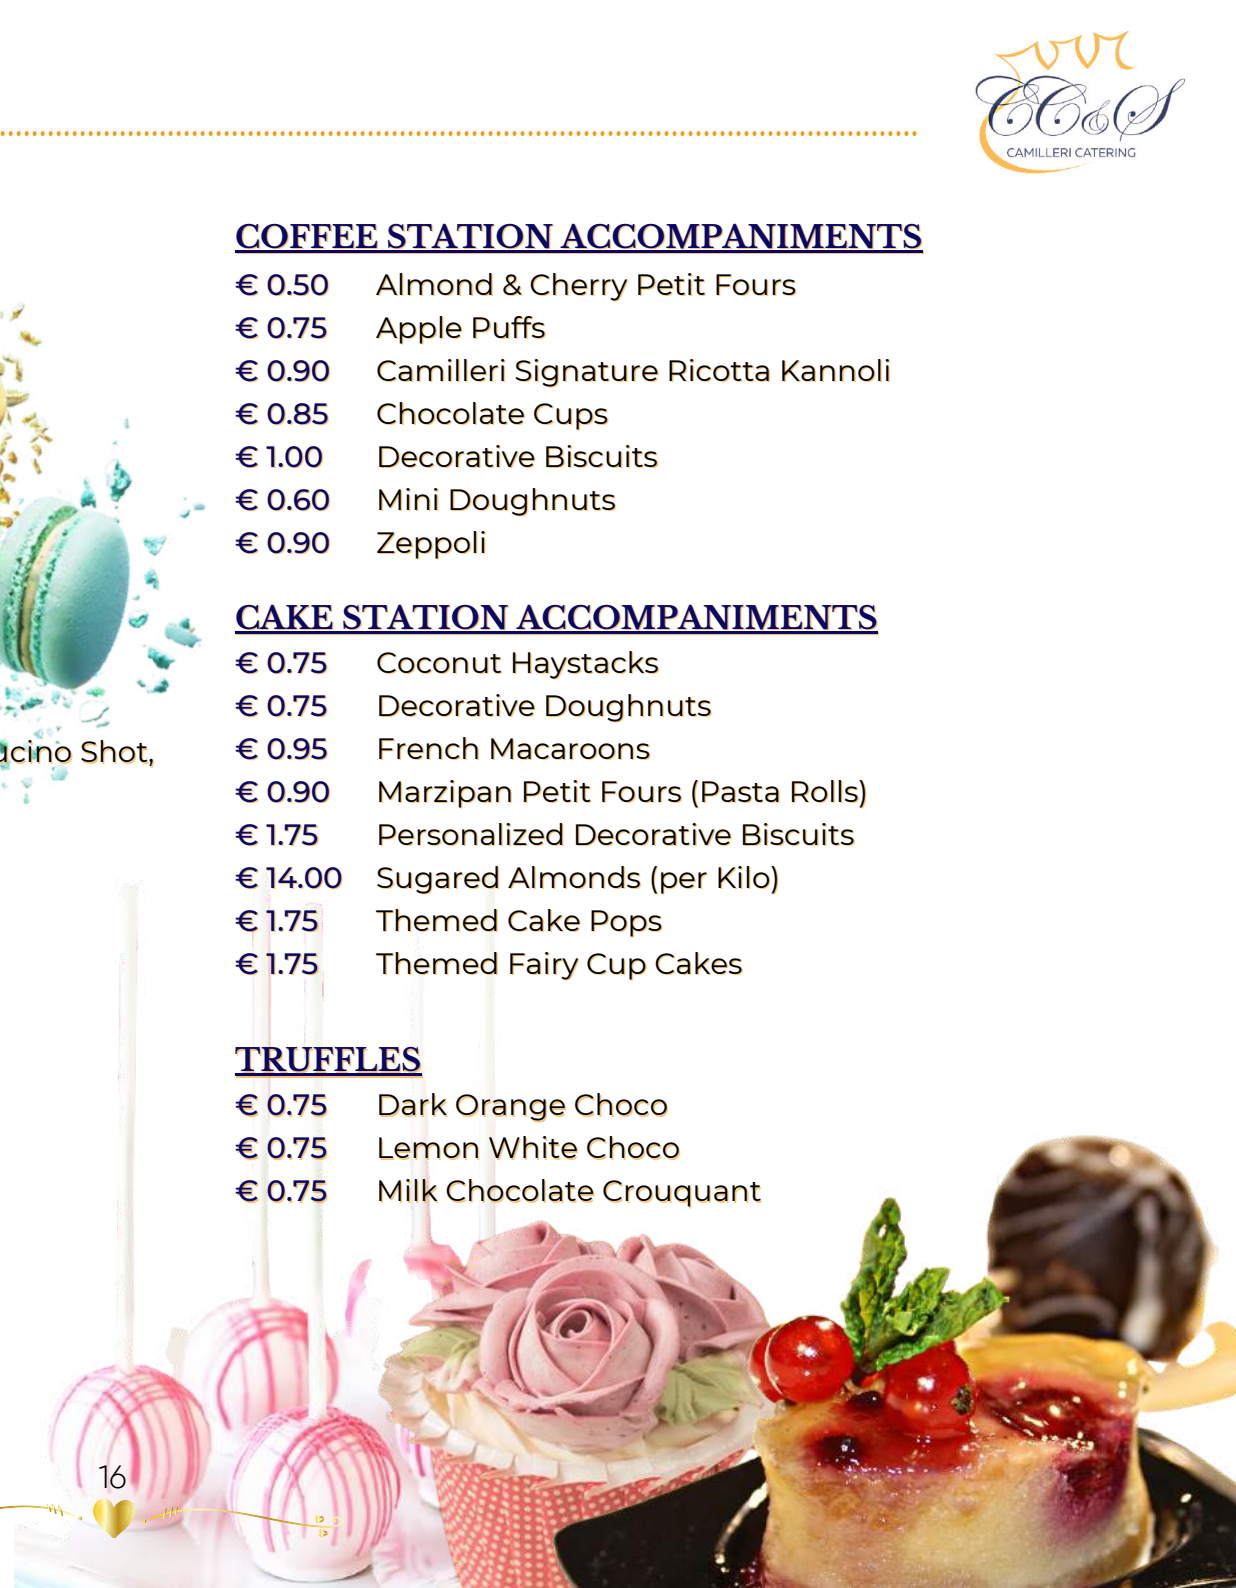 CC&S
CAMILLERI CATERING
COFFEE STATION ACCOMPANIMENTS
€ 0.50 Almond & Cherry Petit Fours
€ 0.75 Apple Puffs
€ 0.90 Camilleri Signature Ricotta Kannoli
€ 0.85 Chocolate Cups
€ 1.00 Decorative Biscuits
€ 0.60 Mini Doughnuts
€ 0.90 Zeppoli
CAKE STATION ACCOMPANIMENTS
€ 0.75 Coconut Haystacks
€ 0.75 Decorative Doughnuts
€ 0.95 French Macaroons
€ 0.90 Marzipan Petit Fours (Pasta Rolls)
€ 1.75 Personalized Decorative Biscuits
€ 14.00 Sugared Almonds (per Kilo)
€ 1.75 Themed Cake Pops
€ 1.75 Themed Fairy Cup Cakes
TRUFFLES
€ 0.75 Dark Orange Choco
€ 0.75 Lemon White Choco
€ 0.75 Milk Chocolate Crouquant
Shot,
16